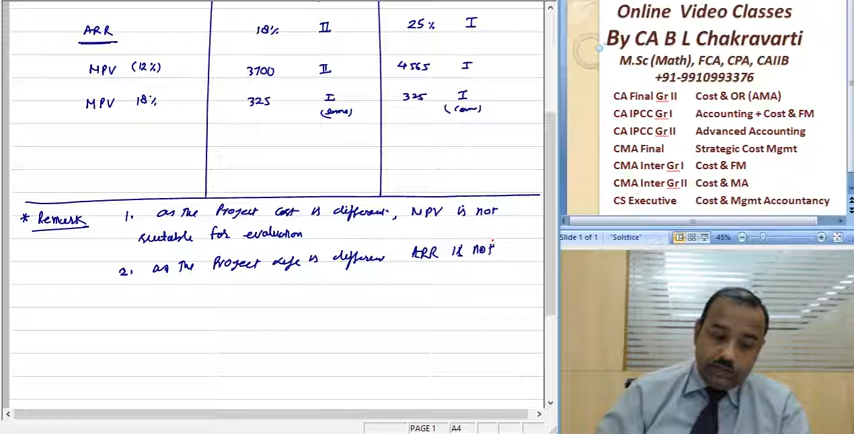 ARR 18% II 25% I
NPV (12%) 3700 II 4565 I
NPV 18% 325 I 325 I
(same) (same)
* Remark 1. as The Project Cost is different, NPV is not
suitable for evaluation
2. as The Project Life is different ARR is not
PAGE 1 A4
Online Video Classes
By CA B L Chakravarti
M.Sc (Math), FCA, CPA, CAIIB
+91-9910993376
CA Final Gr II Cost & OR (AMA)
CA IPCC Gr I Accounting + Cost & FM
CA IPCC Gr II Advanced Accounting
CMA Final Strategic Cost Mgmt
CMA Inter Gr I Cost & FM
CMA Inter Gr II Cost & MA
CS Executive Cost & Mgmt Accountancy
Slide 1 of 1 "Solstice" 45%